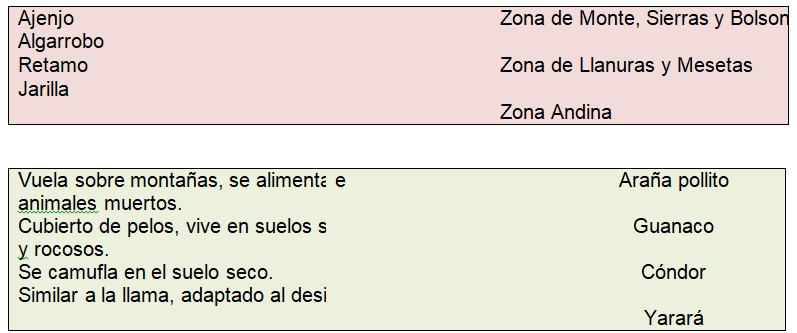 Ajenjo
Algarrobo
Retamo
Jarilla
Zona de Monte, Sierras y Bolson
Zona de Llanuras y Mesetas
Zona Andina
Vuela sobre montañas, se alimenta e
animales muertos.
Cubierto de pelos, vive en suelos s
y rocosos.
Se camufla en el suelo seco.
Similar a la llama, adaptado al desi
Araña pollito
Guanaco
Cóndor
Yarará